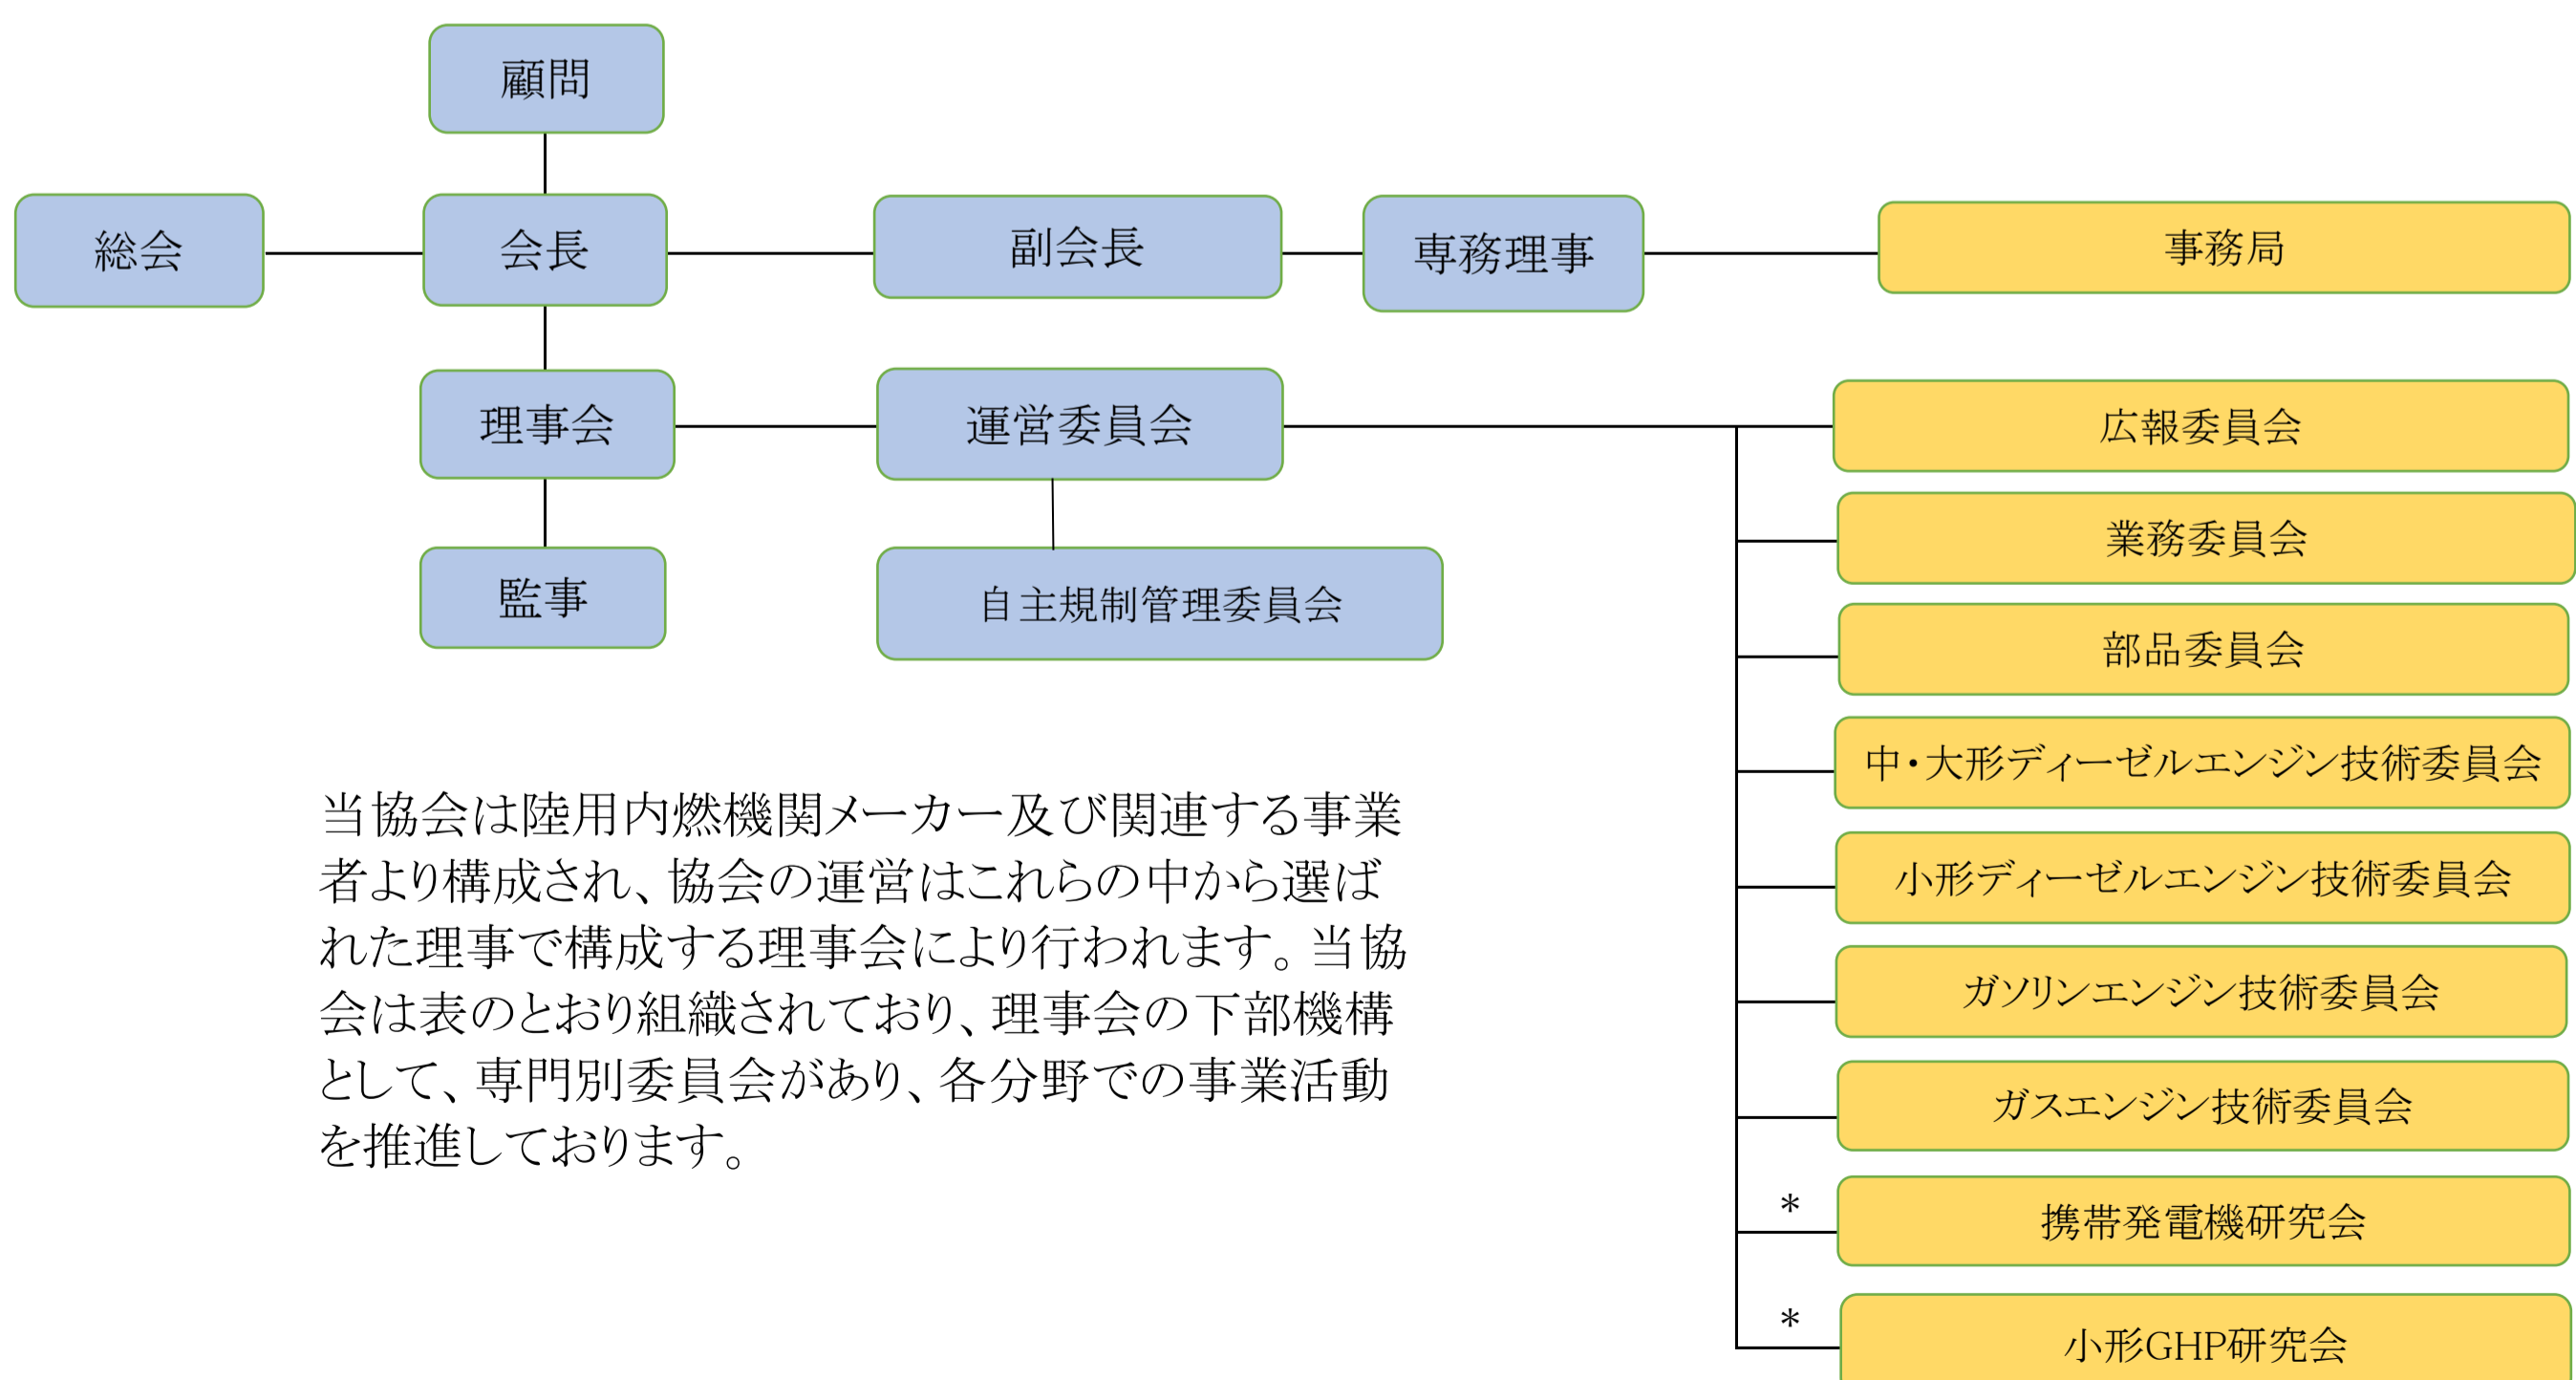 顧問
総会
会長
副会長
専務理事
事務局
理事会
運営委員会
広報委員会
業務委員会
監事
自主規制管理委員会
部品委員会
中・大形ディーゼルエンジン技術委員会
小形ディーゼルエンジン技術委員会
ガソリンエンジン技術委員会
ガスエンジン技術委員会
*
携帯発電機研究会
*
小形GHP研究会
当協会は陸用内燃機関メーカー及び関連する事業
者より構成され、協会の運営はこれらの中から選ば
れた理事で構成する理事会により行われます。当協
会は表のとおり組織されており、理事会の下部機構
として、専門別委員会があり、各分野での事業活動
を推進しております。